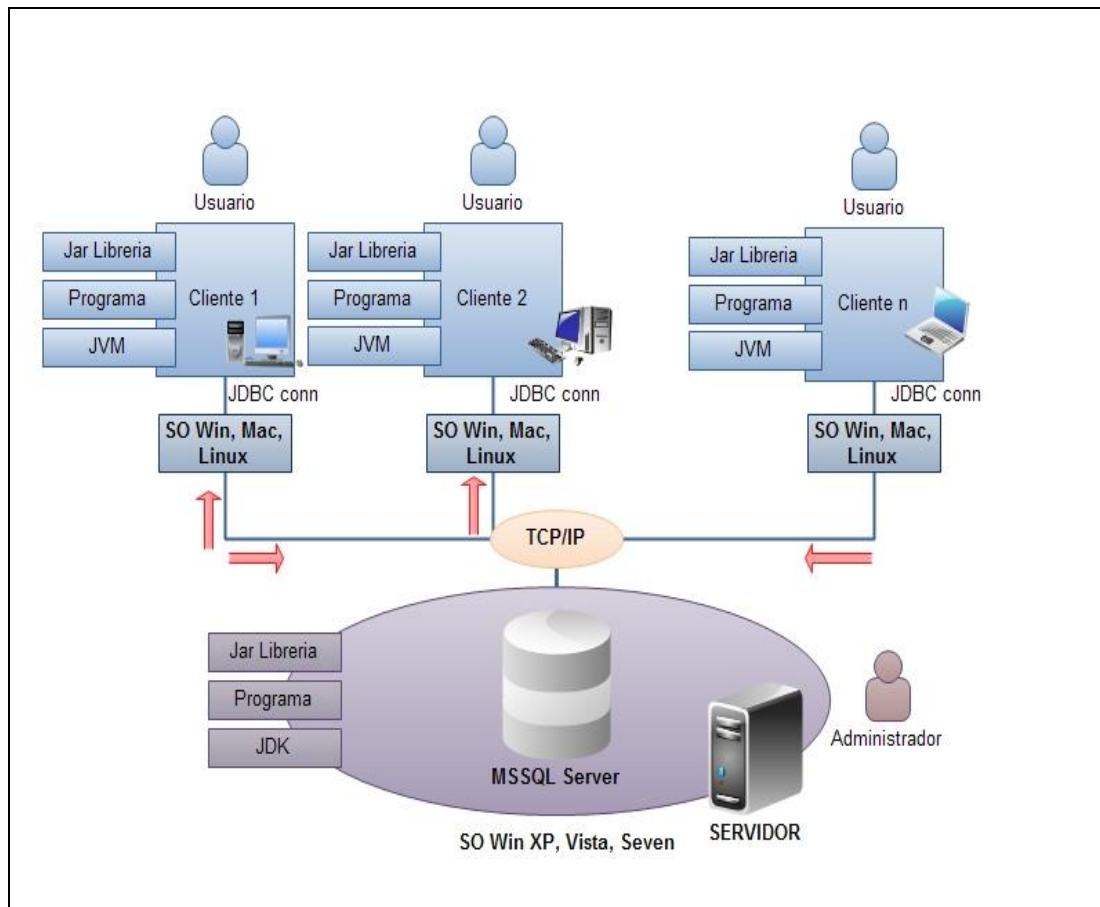 Usuario
Usuario
Usuario
Jar Libreria
Programa
JVM
Cliente 1
Jar Libreria
Programa
JVM
Cliente 2
Jar Libreria
Programa
JVM
Cliente n
JDBC conn
JDBC conn
JDBC conn
SO Win, Mac,
Linux
SO Win, Mac,
Linux
SO Win, Mac,
Linux
TCP/IP
Jar Libreria
Programa
JDK
MSSQL Server
Administrador
SERVIDOR
SO Win XP, Vista, Seven